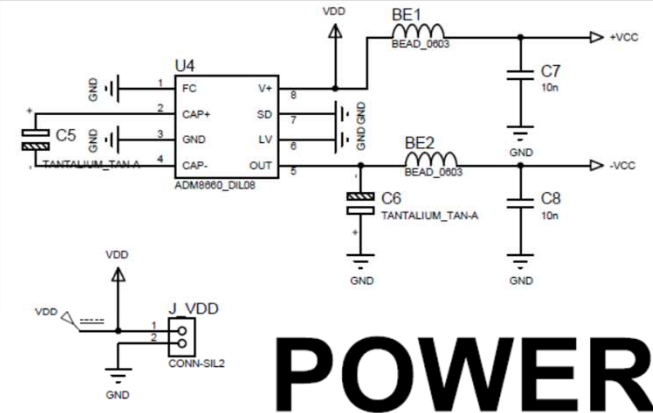 VDD
BE1
BEAD_0603
+VCC
U4
C7
10n
GND
1
FC
V+
8
2
CAP+
SD
7
GND
C5
TANTALIUM_TAN-A
GND
3
GND
LV
6
GND
4
CAP-
OUT
5
ADM8660_DIL08
GND
BE2
BEAD_0603
-VCC
C6
TANTALIUM_TAN-A
C8
10n
GND
GND
VDD
VDD
J_VDD
1
2
CONN-SIL2
GND
POWER